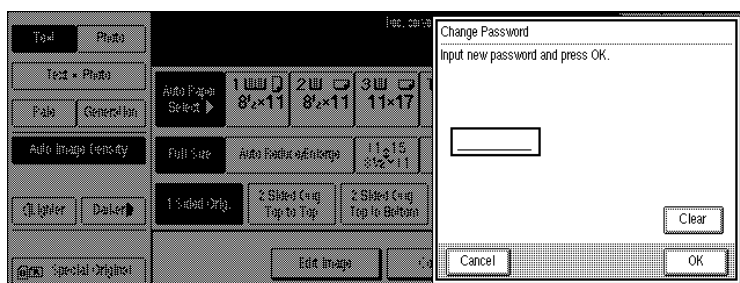 Text Photo
Text • Photo
Pale Generation
Auto Image Density
Lighter Darker
Special Original
Auto Paper
Select ▶
1
8½×11
2
8½×11
3
11×17
Full Size
Auto Reduce/Enlarge
11 15
1 Sided Orig.
2 Sided Orig.
Top to Top
2 Sided Orig.
Top to Bottom
Edit Image
Change Password
Input new password and press OK.
Clear
Cancel
OK